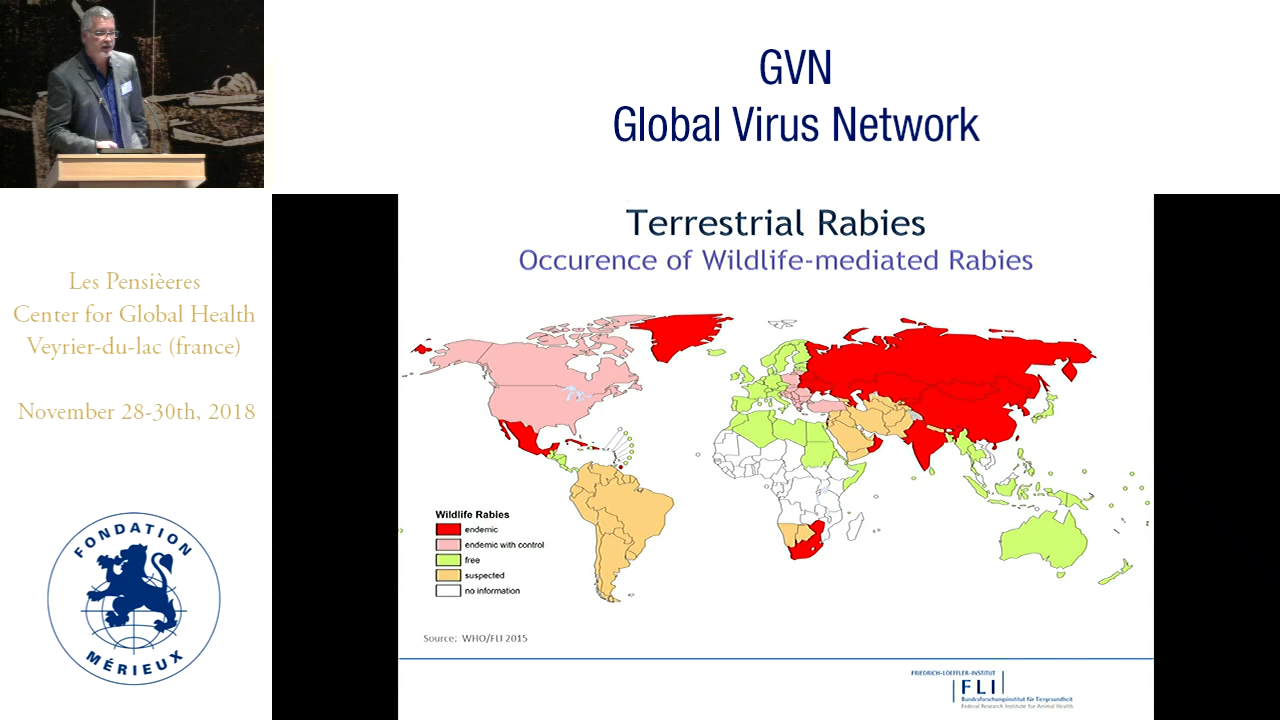 GVN
Global Virus Network
Les Pensièeres
Center for Global Health
Veyrier-du-lac (france)
November 28-30th, 2018
FONDATION
MÉRIEUX
Terrestrial Rabies
Occurence of Wildlife-mediated Rabies
Wildlife Rabies
endemic
endemic with control
free
suspected
no information
Source: WHO/FLI 2015
FRIEDRICH-LOEFFLER-INSTITUT
FLI
Bundesforschungsinstitut für Tiergesundheit
Federal Research Institute for Animal Health